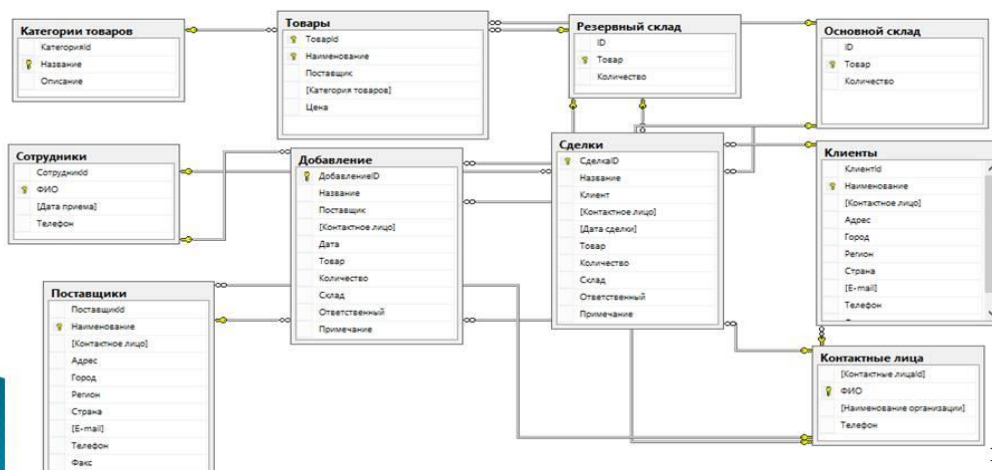 Категории товаров
КатегорияId
Название
Описание
Товары
ТоварId
Наименование
Поставщик
[Категория товаров]
Цена
Резервный склад
ID
Товар
Количество
Основной склад
ID
Товар
Количество
Сотрудники
СотрудникId
ФИО
[Дата приема]
Телефон
Добавление
ДобавлениеID
Название
Поставщик
[Контактное лицо]
Дата
Товар
Количество
Склад
Ответственный
Примечание
Сделки
СделкаID
Название
Клиент
[Контактное лицо]
[Дата сделки]
Товар
Количество
Склад
Ответственный
Примечание
Клиенты
КлиентId
Наименование
[Контактное лицо]
Адрес
Город
Регион
Страна
[E-mail]
Телефон
Поставщики
ПоставщикId
Наименование
[Контактное лицо]
Адрес
Город
Регион
Страна
[E-mail]
Телефон
Факс
Контактные лица
[Контактные лицаId]
ФИО
[Наименование организации]
Телефон